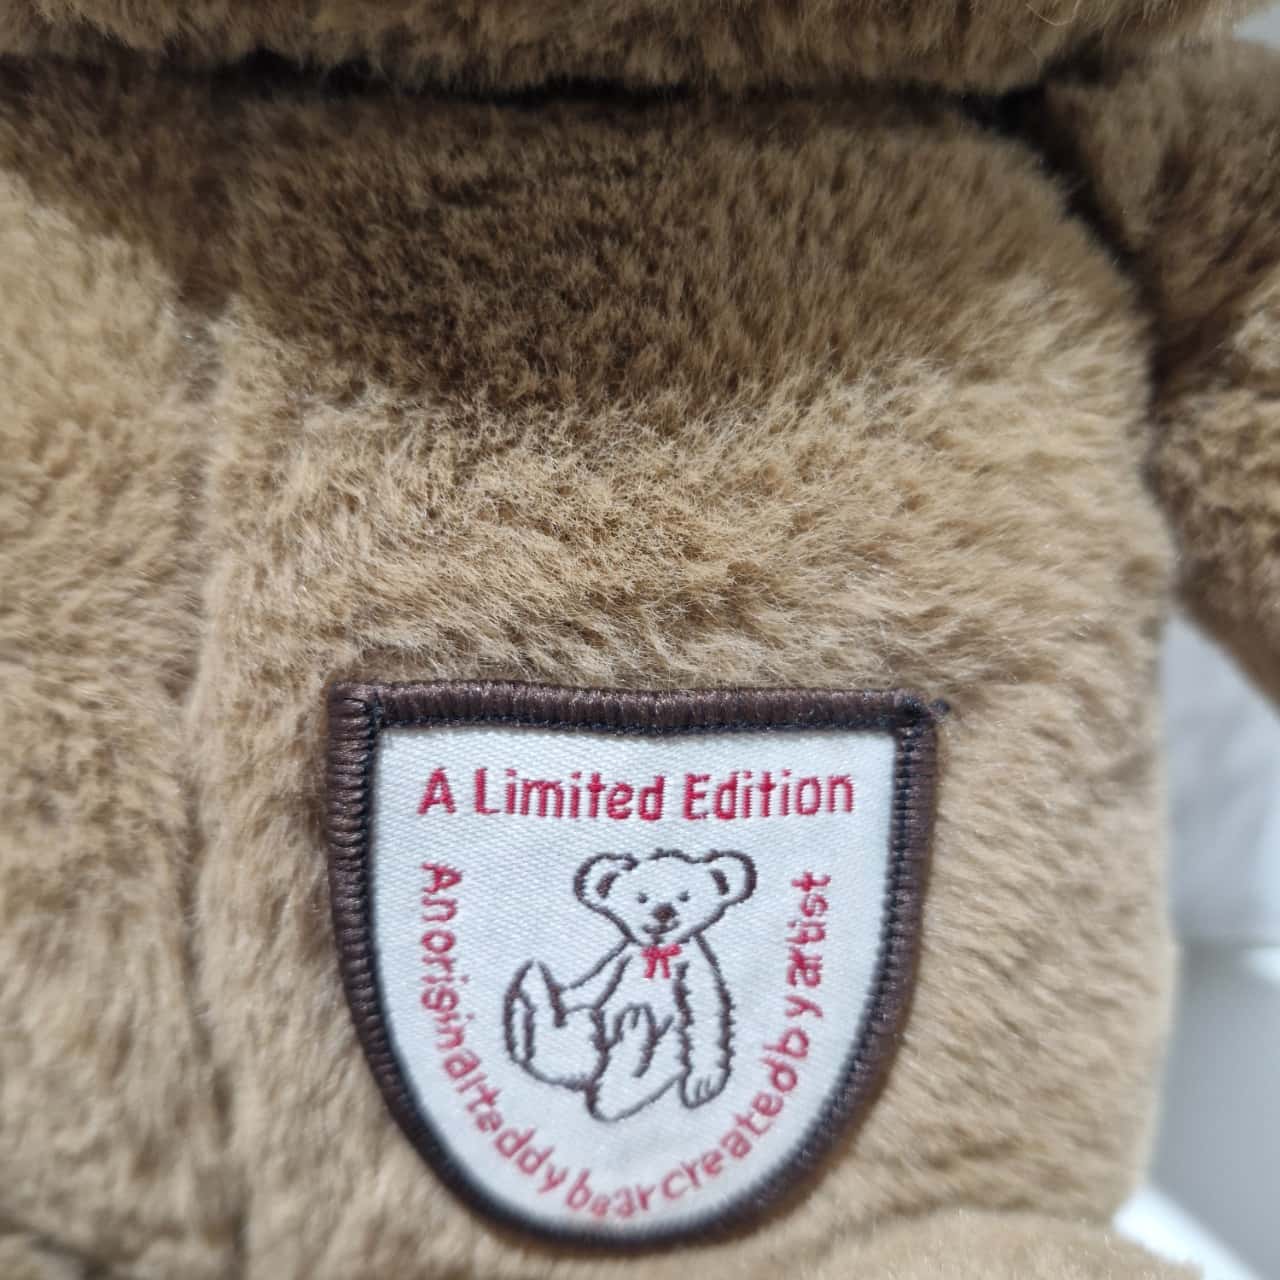 A Limited Edition
An original teddy bear created by artist